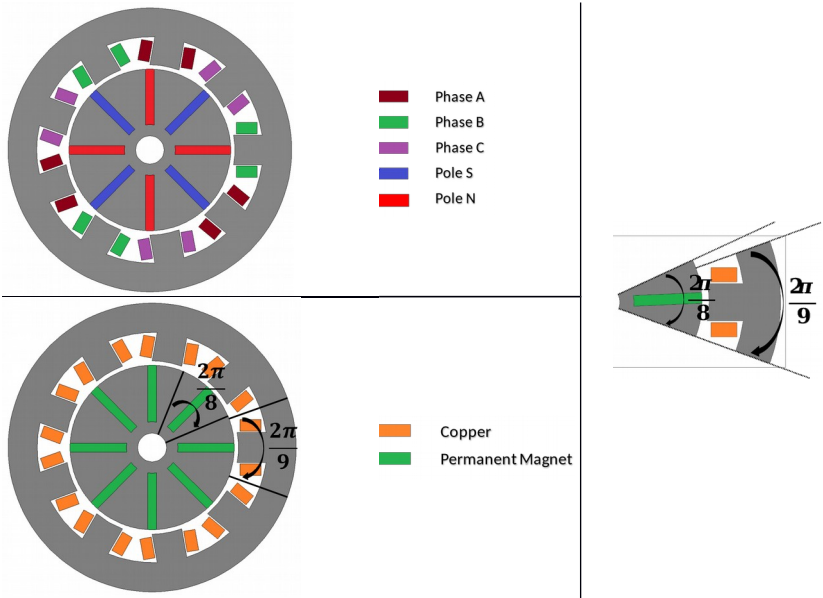 Phase A
Phase B
Phase C
Pole S
Pole N
2π
8
2π
9
Copper
Permanent Magnet
2π
8
2π
9